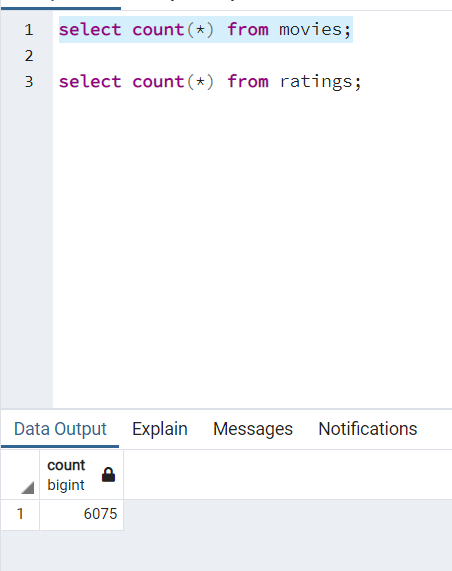 1 select count(*) from movies;
2
3 select count(*) from ratings;
Data Output Explain Messages Notifications
count
bigint
1 6075